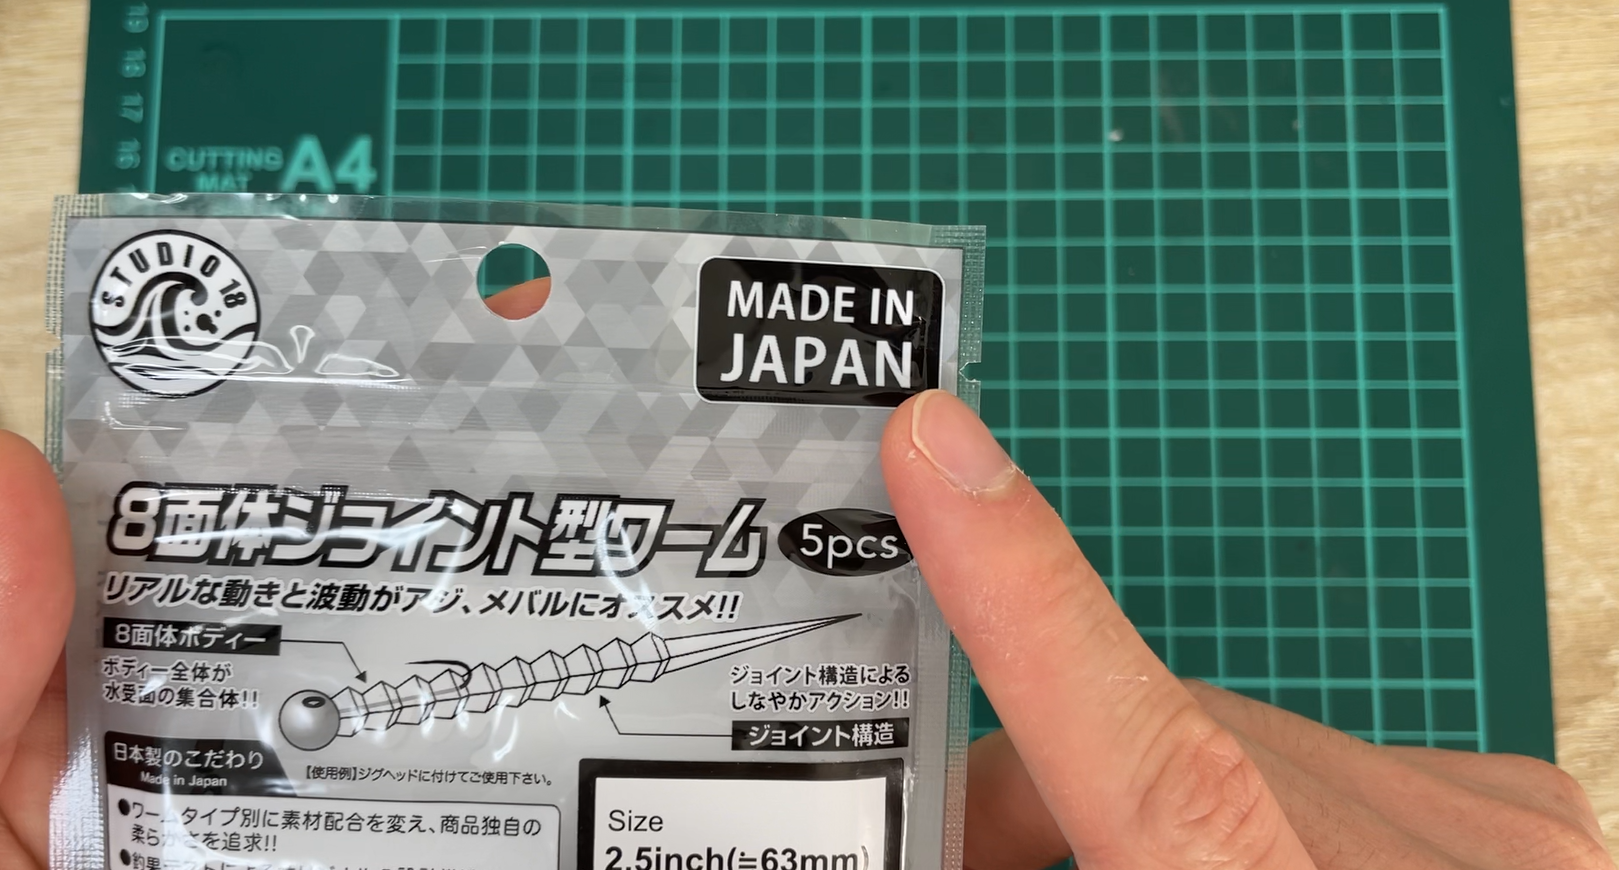 19
18
17
16
CUTTING
MAT
A4
STUDIO 18
MADE IN
JAPAN
8面体ジョイント型ワーム
5pcs
リアルな動きと波動がアジ、メバルにオススメ!!
8面体ボディー
ボディー全体が
水受面の集合体!!
ジョイント構造による
しなやかアクション!!
ジョイント構造
日本製のこだわり
Made in Japan
【使用例】ジグヘッドに付けてご使用下さい。
●ワームタイプ別に素材配合を変え、商品独自の
柔らかさを追求!!
Size
2.5inch(≒63mm)